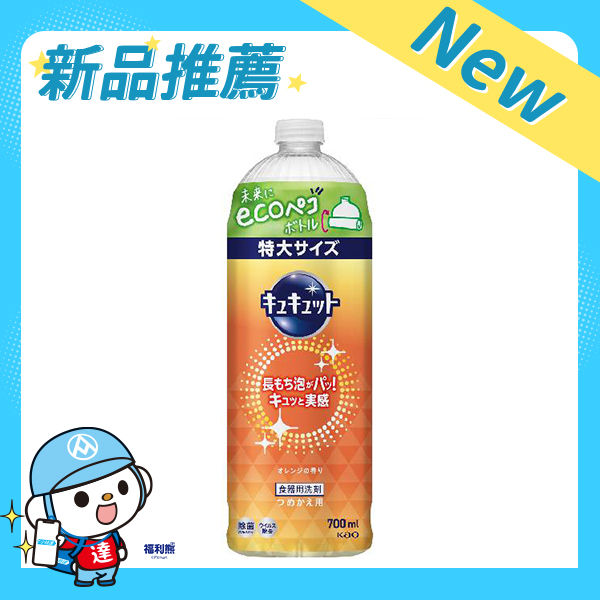 新品推薦
New
未来に
ecoペコ
ボトル
特大サイズ
キュキュット
長もち泡がパッ!
キュッと実感
オレンジの香り
食器用洗剤
つめかえ用
除菌
ウイルス
除去
700ml
Kao
達
福利熊